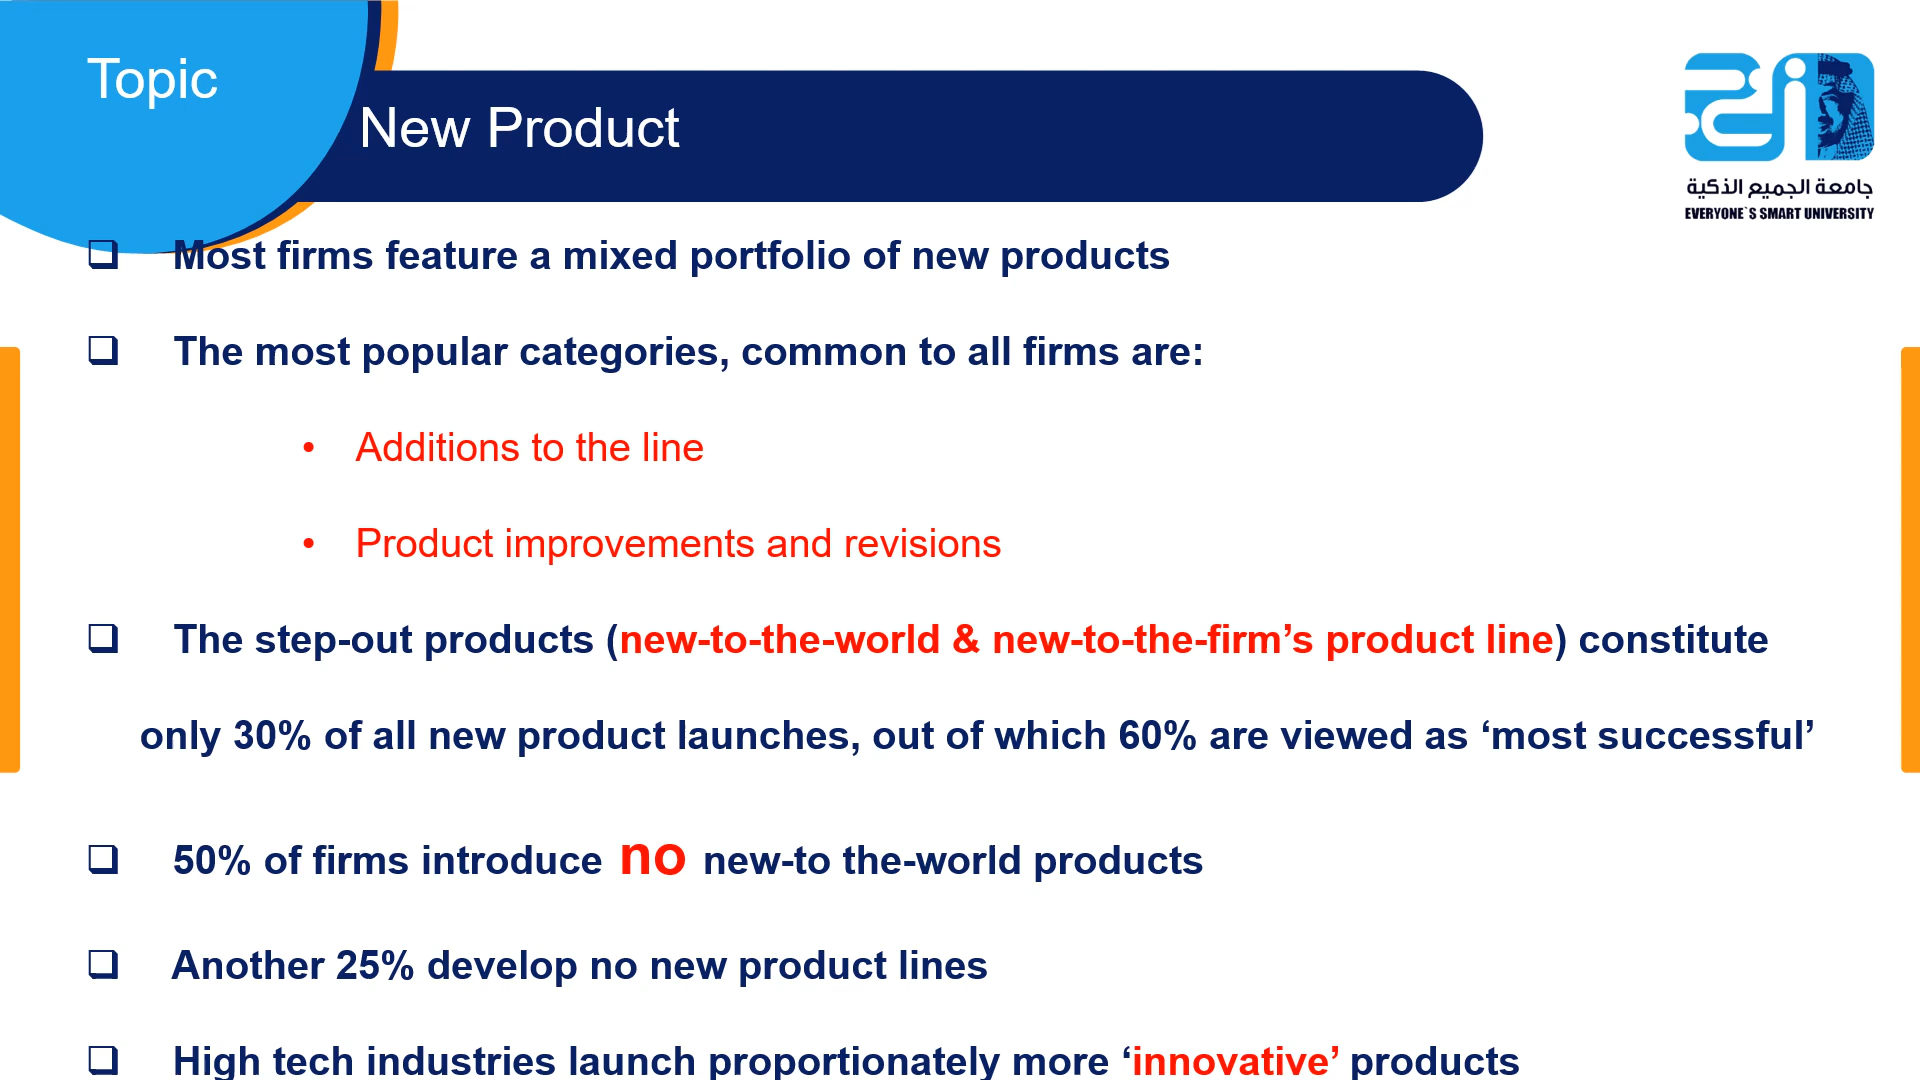 Topic
New Product
جامعة الجميع الذكية
EVERYONE`S SMART UNIVERSITY
❑ Most firms feature a mixed portfolio of new products
❑ The most popular categories, common to all firms are:
• Additions to the line
• Product improvements and revisions
❑ The step-out products (new-to-the-world & new-to-the-firm’s product line) constitute
only 30% of all new product launches, out of which 60% are viewed as ‘most successful’
❑ 50% of firms introduce no new-to the-world products
❑ Another 25% develop no new product lines
❑ High tech industries launch proportionately more ‘innovative’ products